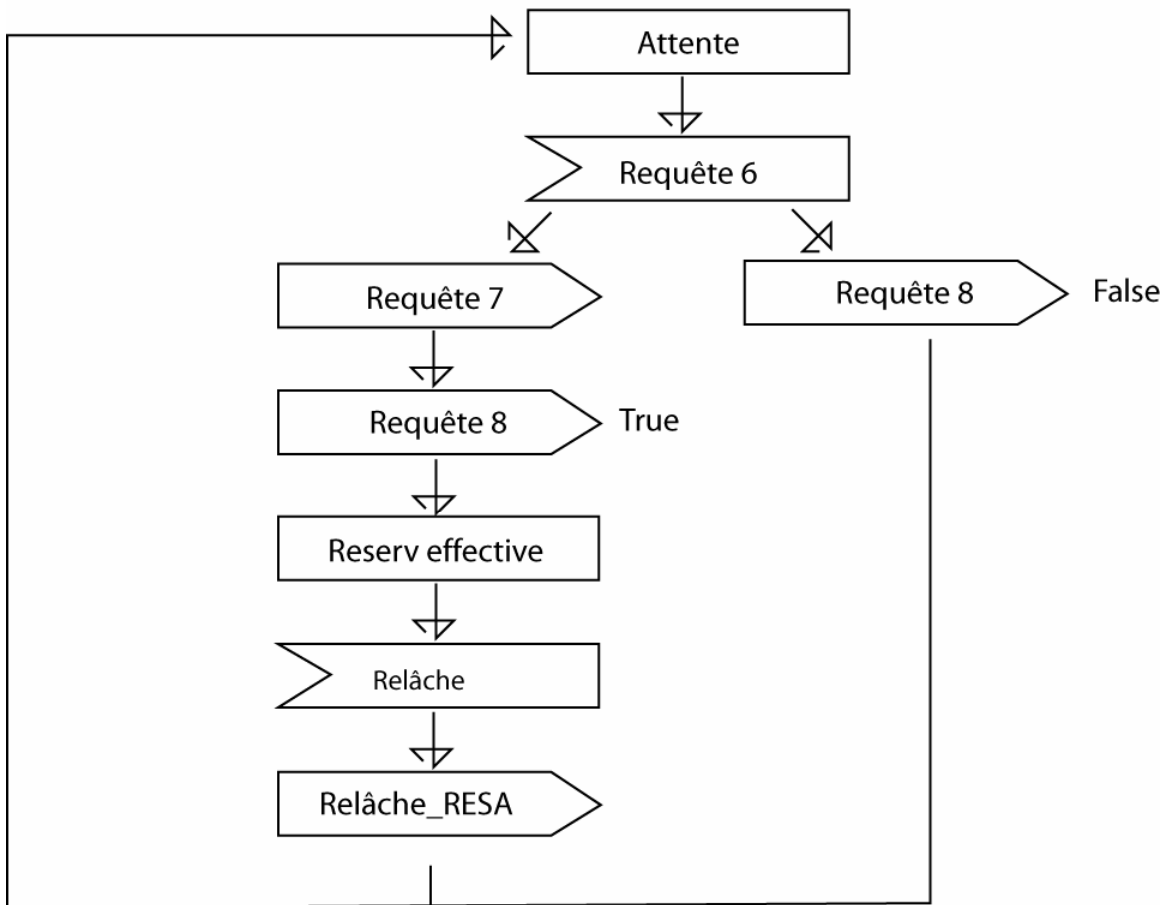 Attente
Requête 6
Requête 7
Requête 8
False
Requête 8
True
Reserv effective
Relâche
Relâche_RESA